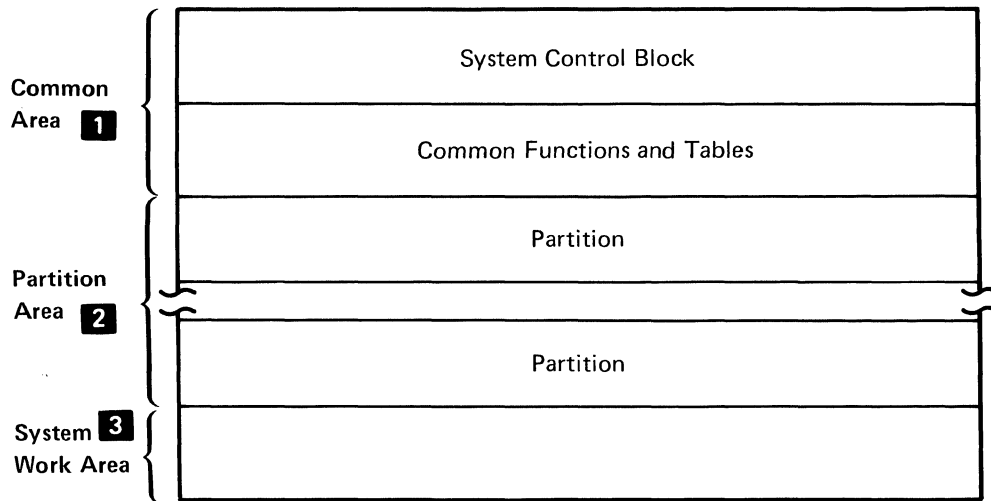 System Control Block
Common
Area 1
Common Functions and Tables
Partition
Partition
Area 2
Partition
System 3
Work Area